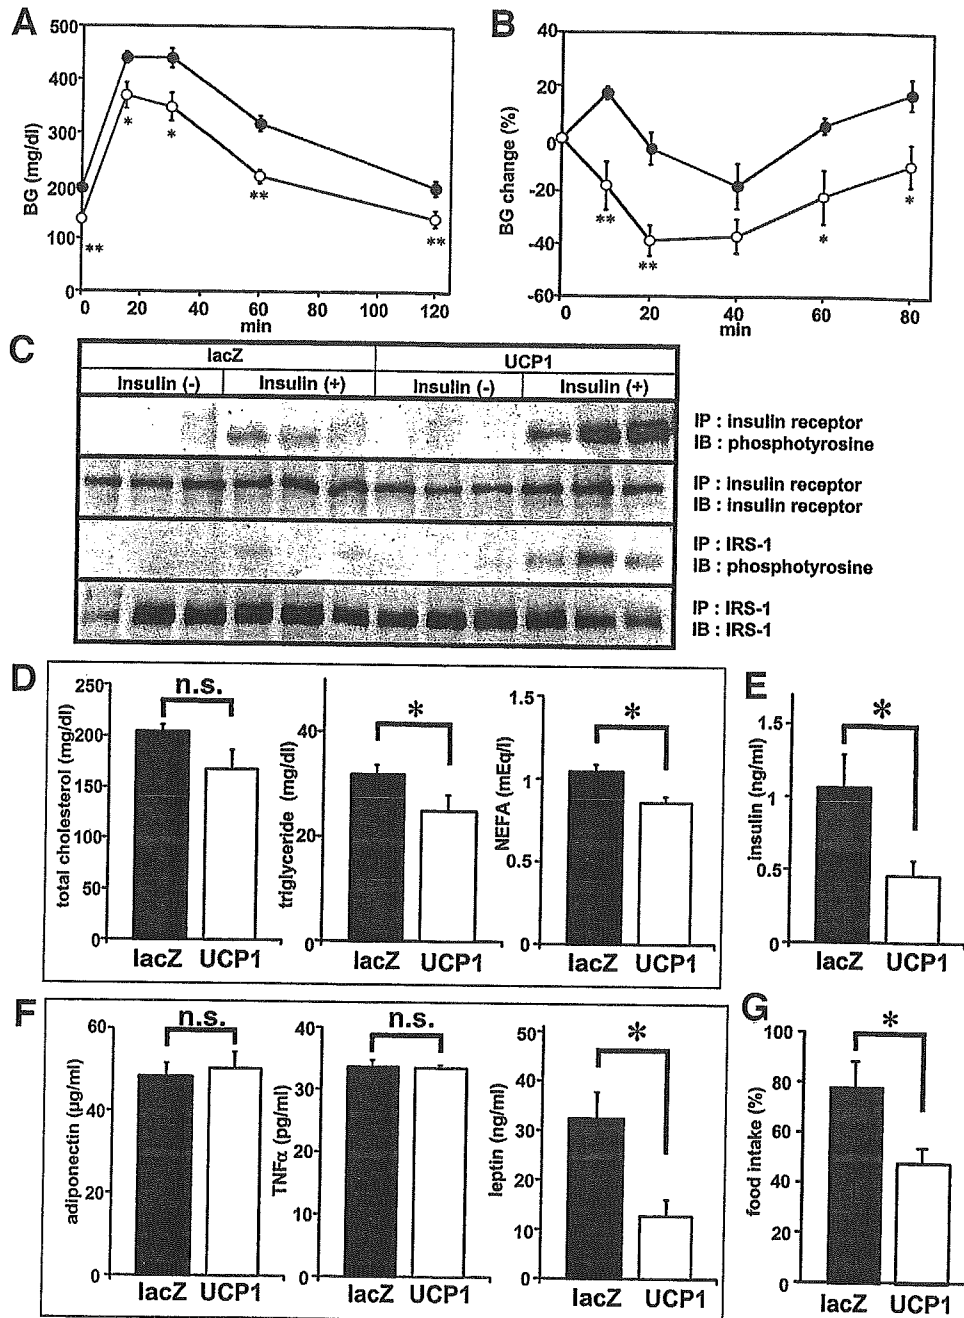 A
500
400
300
200
100
0
BG (mg/dl)
* * ** ** **
0 20 40 60 80 100 120
min
B
40
20
0
-20
-40
-60
BG change (%)
** ** * *
0 20 40 60 80
min
C
lacZ UCP1
Insulin (-) Insulin (+) Insulin (-) Insulin (+)
IP : insulin receptor
IB : phosphotyrosine
IP : insulin receptor
IB : insulin receptor
IP : IRS-1
IB : phosphotyrosine
IP : IRS-1
IB : IRS-1
D
total cholesterol (mg/dl)
250
200
150
100
50
0
n.s.
lacZ UCP1
triglyceride (mg/dl)
40
20
0
*
lacZ UCP1
NEFA (mEq/l)
1.5
1
0.5
0
*
lacZ UCP1
E
insulin (ng/ml)
1.5
1
0.5
0
*
lacZ UCP1
F
adiponectin (µg/ml)
60
40
20
0
n.s.
lacZ UCP1
TNFα (pg/ml)
40
30
20
10
0
n.s.
lacZ UCP1
leptin (ng/ml)
50
40
30
20
10
0
*
lacZ UCP1
G
food intake (%)
100
80
60
40
20
0
*
lacZ UCP1